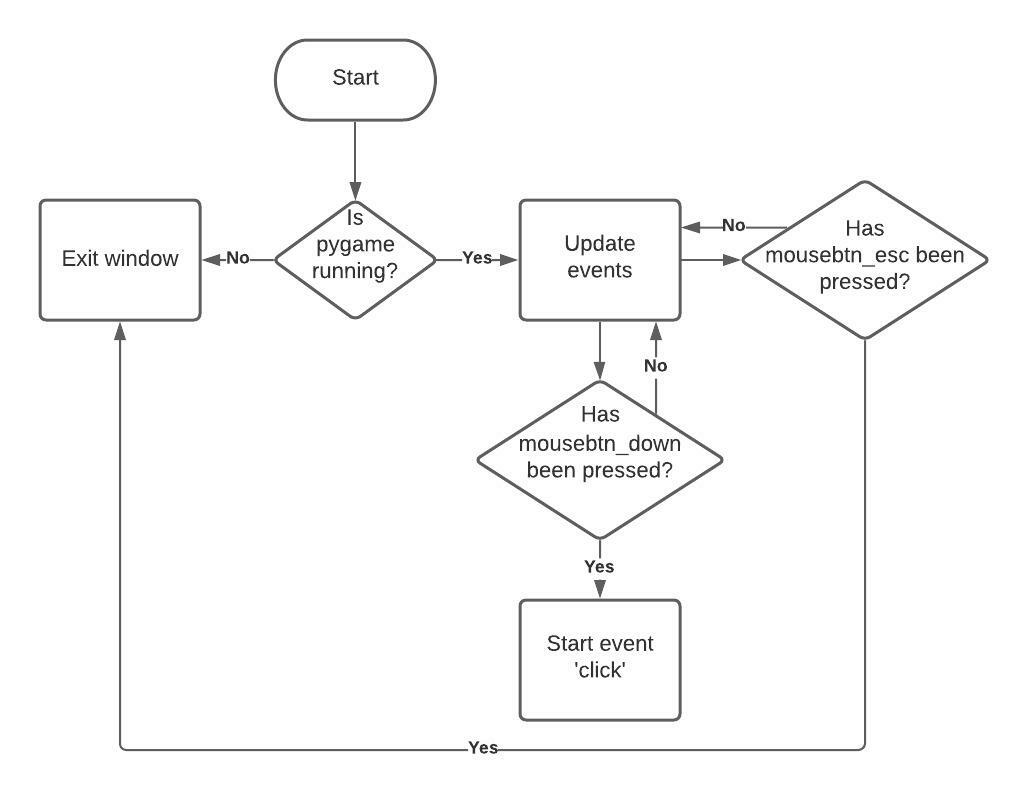 Start
Is
pygame
running?
No
Yes
Exit window
Update
events
No
Has
mousebtn_esc been
pressed?
No
Has
mousebtn_down
been pressed?
Yes
Start event
'click'
Yes